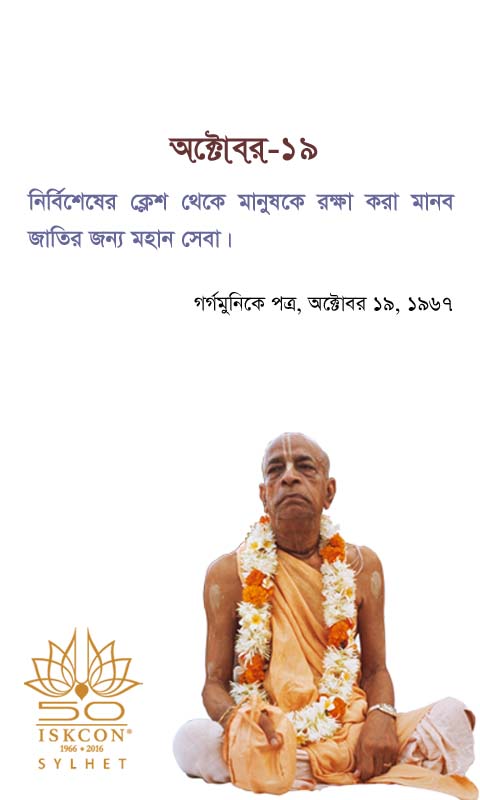 অক্টোবর-১৯
নির্বিশেষের ক্লেশ থেকে মানুষকে রক্ষা করা মানব
জাতির জন্য মহান সেবা।
গর্গমুনিকে পত্র, অক্টোবর ১৯, ১৯৬৭
50
ISKCON®
1966 • 2016
SYLHET